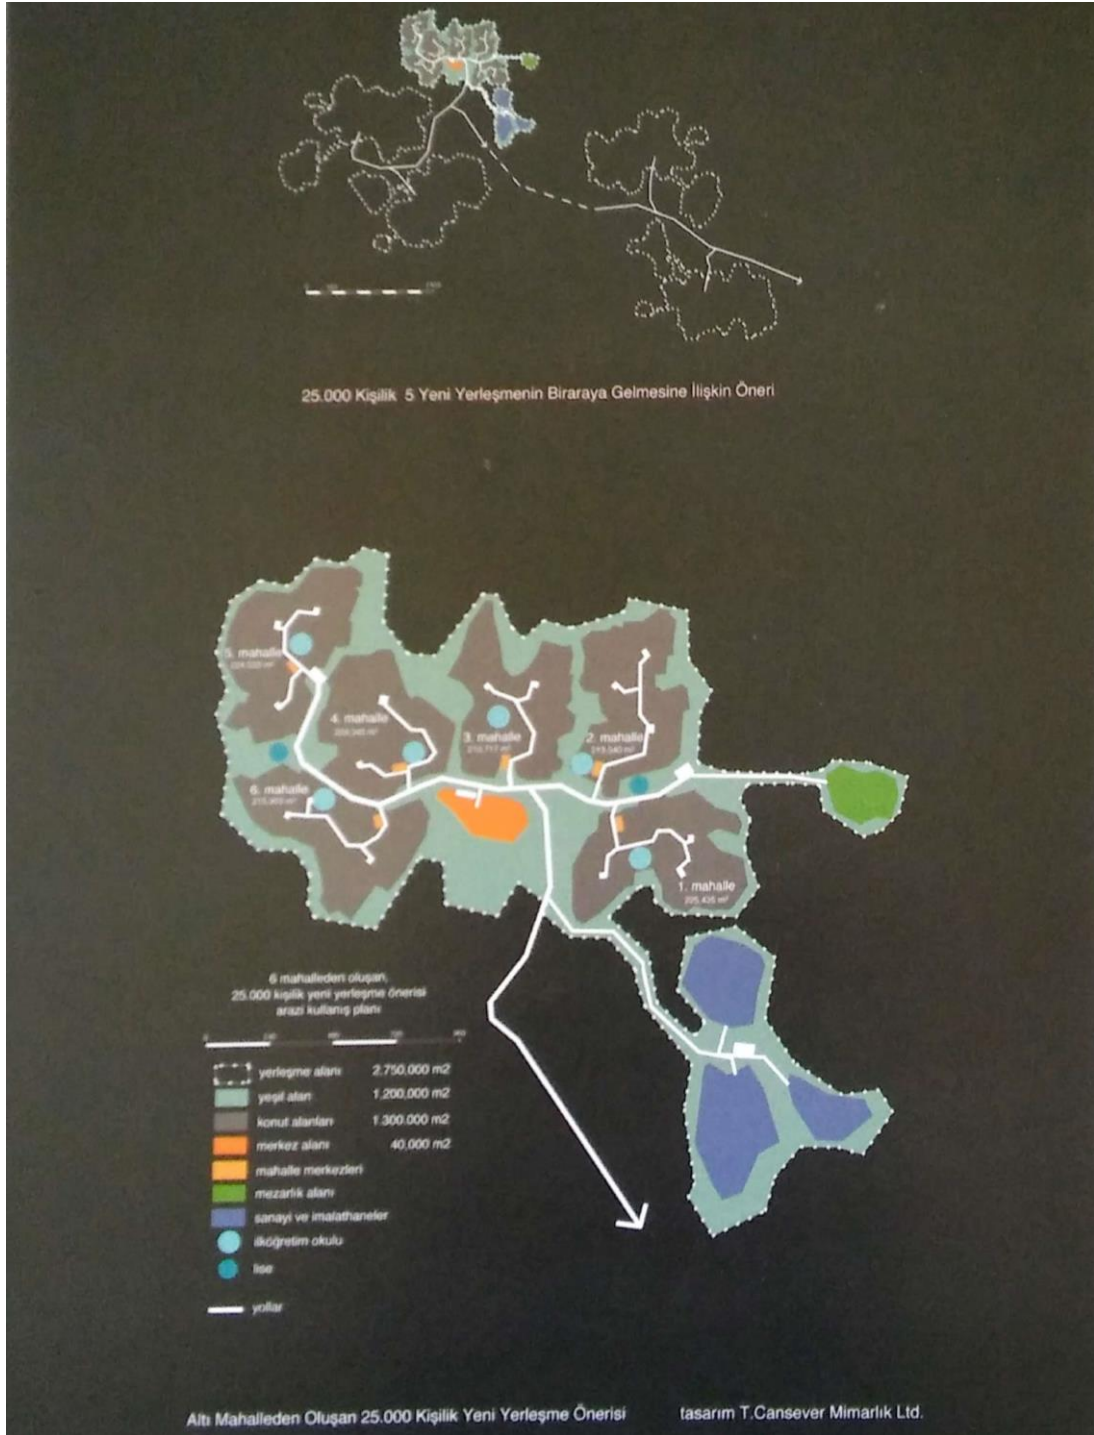 25.000 Kişilik 5 Yeni Yerleşmenin Biraraya Gelmesine İlişkin Öneri
5. mahalle
4. mahalle
3. mahalle
2. mahalle
6. mahalle
1. mahalle
6 mahalleden oluşan,
25.000 kişilik yeni yerleşme önerisi
arazi kullanış planı
yerleşme alanı 2.750.000 m2
yeşil alan 1.200.000 m2
konut alanları 1.300.000 m2
merkez alanı 40.000 m2
mahalle merkezleri
mezarlık alanı
sanayi ve imalathaneler
ilköğretim okulu
lise
yollar
Altı Mahalleden Oluşan 25.000 Kişilik Yeni Yerleşme Önerisi tasarım T.Cansever Mimarlık Ltd.